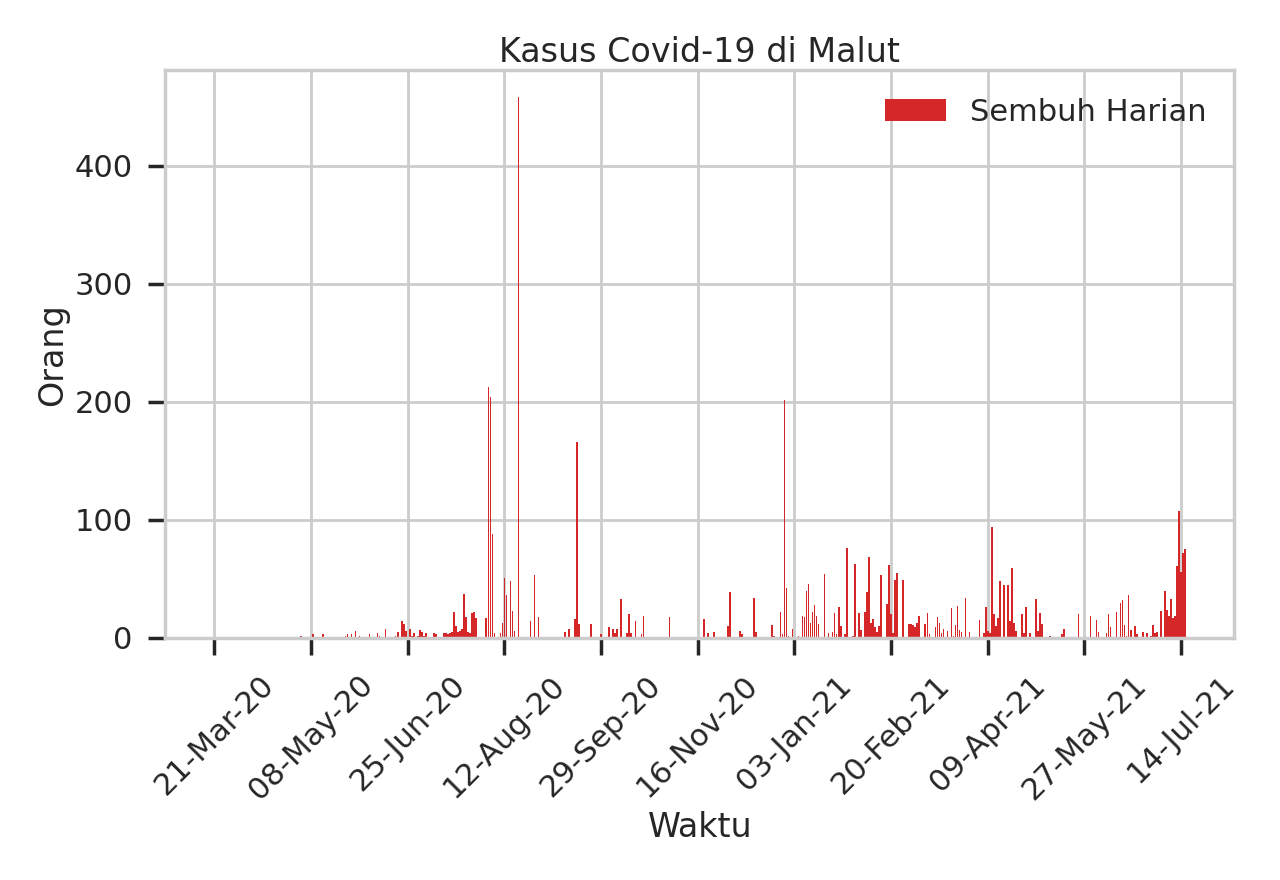 Kasus Covid-19 di Malut
Sembuh Harian
Orang
400
300
200
100
0
21-Mar-20
08-May-20
25-Jun-20
12-Aug-20
29-Sep-20
16-Nov-20
03-Jan-21
20-Feb-21
09-Apr-21
27-May-21
14-Jul-21
Waktu